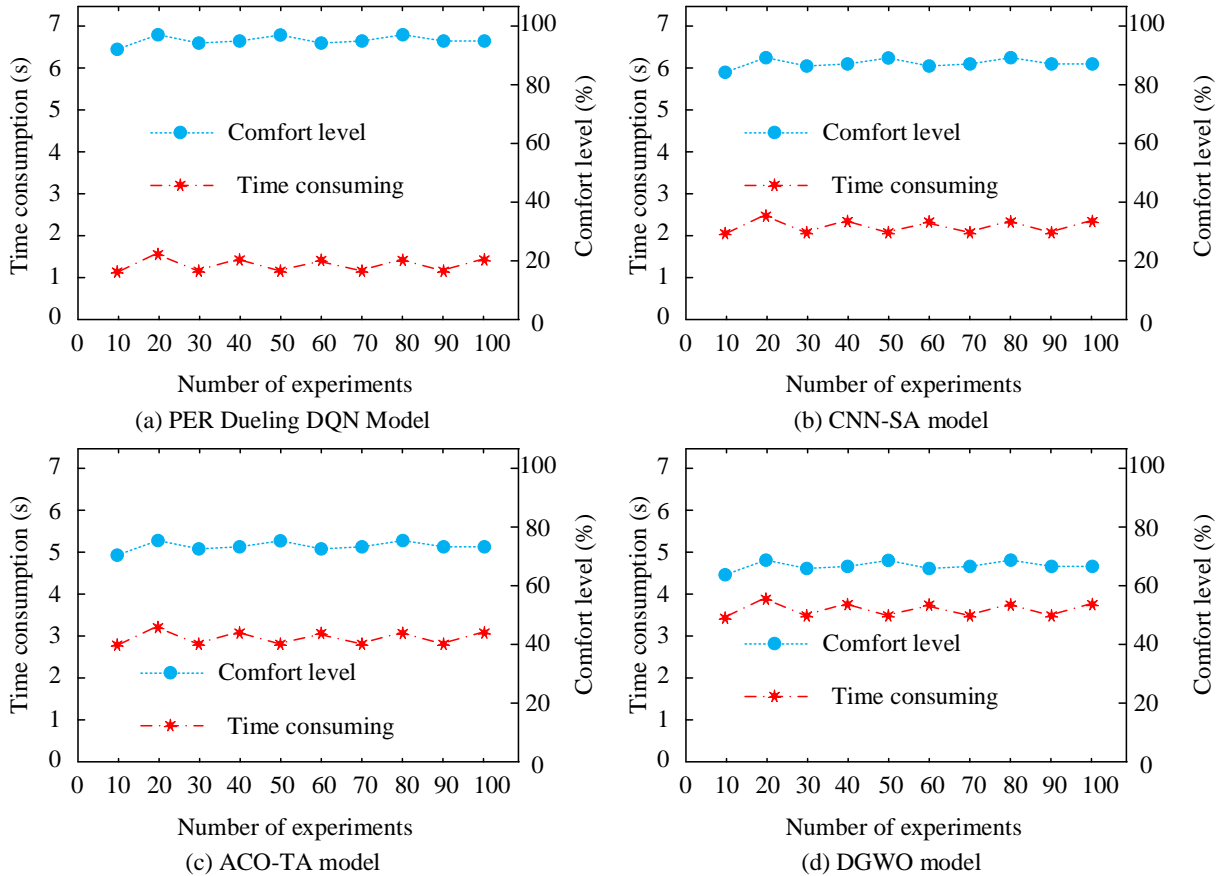 Time consumption (s)
7
6
5
4
3
2
1
0
100
80
60
40
20
0
Comfort level (%)
Comfort level
Time consuming
0 10 20 30 40 50 60 70 80 90 100
Number of experiments
(a) PER Dueling DQN Model
Time consumption (s)
7
6
5
4
3
2
1
0
100
80
60
40
20
0
Comfort level (%)
Comfort level
Time consuming
0 10 20 30 40 50 60 70 80 90 100
Number of experiments
(b) CNN-SA model
Time consumption (s)
7
6
5
4
3
2
1
0
100
80
60
40
20
0
Comfort level (%)
Comfort level
Time consuming
0 10 20 30 40 50 60 70 80 90 100
Number of experiments
(c) ACO-TA model
Time consumption (s)
7
6
5
4
3
2
1
0
100
80
60
40
20
0
Comfort level (%)
Comfort level
Time consuming
0 10 20 30 40 50 60 70 80 90 100
Number of experiments
(d) DGWO model